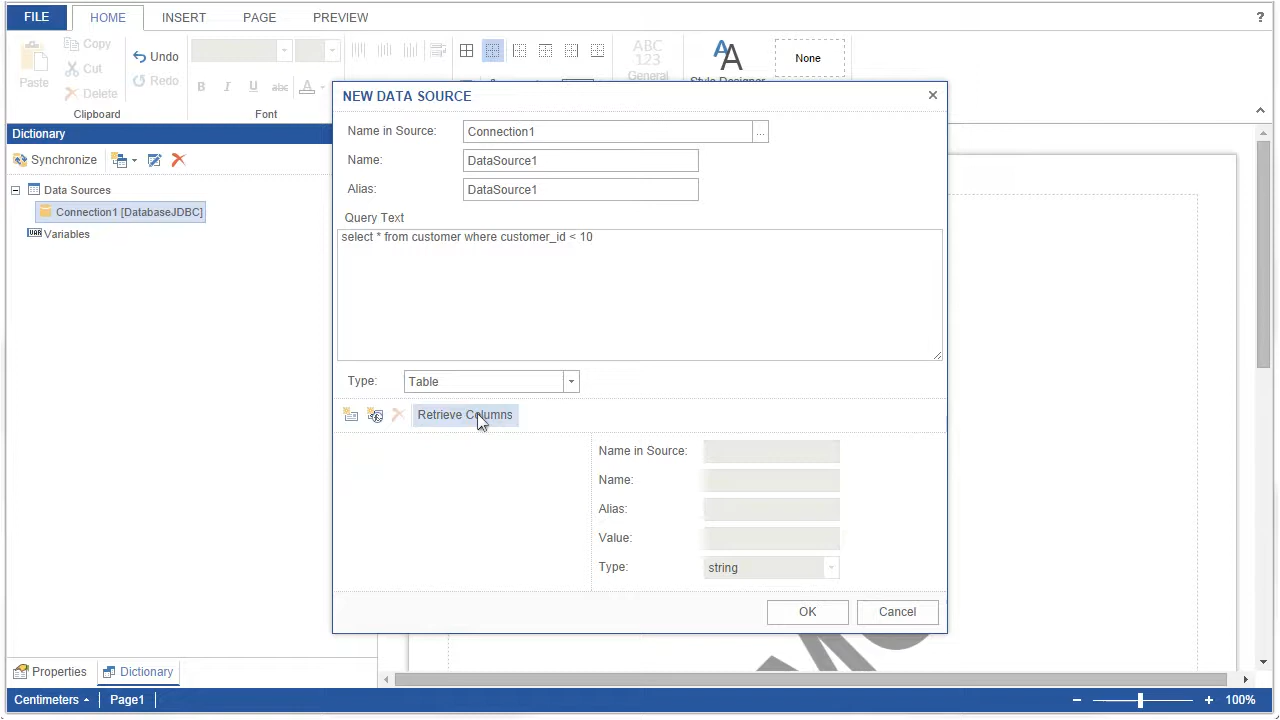 FILE HOME INSERT PAGE PREVIEW ?
Paste
Copy
Cut
Delete
Clipboard
Undo
Redo
B I U abc A
Font
ABC
123
General
Style Designer
None
Dictionary
Synchronize
Data Sources
Connection1 [DatabaseJDBC]
VAR Variables
NEW DATA SOURCE
Name in Source: Connection1 ...
Name: DataSource1
Alias: DataSource1
Query Text
select * from customer where customer_id < 10
Type: Table
Retrieve Columns
Name in Source:
Name:
Alias:
Value:
Type: string
OK Cancel
Properties Dictionary
Centimeters Page1 100%